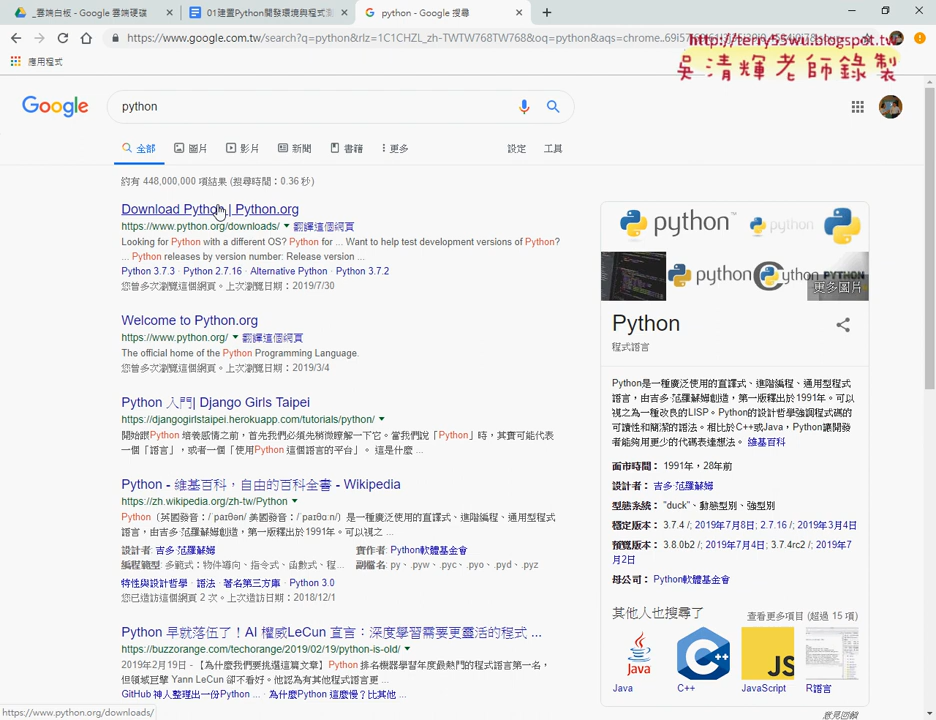 _雲端白板 - Google 雲端硬碟
01建置Python開發環境與程式
python - Google 搜尋
https://www.google.com.tw/search?q=python&rlz=1C1CHZL_zh-TWTW768TW768&oq=python&aqs=chrome..69i57
http://terry55wu.blogspot.tw
吳清輝老師錄製
應用程式
Google
python
全部
圖片
影片
新聞
書籍
更多
設定
工具
約有 448,000,000 項結果 (搜尋時間：0.36 秒)
Download Python | Python.org
https://www.python.org/downloads/ 翻譯這個網頁
Looking for Python with a different OS? Python for ... Want to help test development versions of Python?
... Python releases by version number: Release version ...
Python 3.7.3 · Python 2.7.16 · Alternative Python · Python 3.7.2
您曾多次瀏覽這個網頁。上次瀏覽日期：2019/7/30
Welcome to Python.org
https://www.python.org/ 翻譯這個網頁
The official home of the Python Programming Language.
您曾多次瀏覽這個網頁。上次瀏覽日期：2019/3/4
Python 入門| Django Girls Taipei
https://djangogirlstaipei.herokuapp.com/tutorials/python/
開始跟Python 培養感情之前，首先我們必須先稍微瞭解一下它。當我們說「Python」時，其實可能代表
一個「語言」，或者一個「使用Python 這個語言的平台」。 這是什麼 ...
Python - 維基百科，自由的百科全書 - Wikipedia
https://zh.wikipedia.org/zh-tw/Python
Python（英國發音：/ˈpaɪθən/ 美國發音：/ˈpaɪθɑːn/）是一種廣泛使用的直譯式、進階編程、通用型程式
語言，由吉多·范羅蘇姆創造，第一版釋出於1991年。可以視之 ...
設計者: 吉多·范羅蘇姆
實作者: Python軟體基金會
編程範型: 多範式：物件導向、指令式、函數式、程...
副檔名: py、.pyw、.pyc、.pyo、.pyd、.pyz
特性與設計哲學 · 語法 · 著名第三方庫 · Python 3.0
您已造訪這個網頁 2 次。上次造訪日期：2018/12/1
Python 早就落伍了！AI 權威LeCun 直言：深度學習需要更靈活的程式 ...
https://buzzorange.com/techorange/2019/02/19/python-is-old/
2019年2月19日 - 【為什麼我們要挑選這篇文章】Python 排名機器學習年度最熱門的程式語言第一名，
但領域巨擘 Yann LeCun 卻不看好。他認為有其他程式語言更 ...
GitHub 神人整理出一份Python ... · 為什麼Python 這麼慢？比其他 ...
https://www.python.org/downloads/
python
python
python
Cython
PYTHON
更多圖片
Python
程式語言
Python是一種廣泛使用的直譯式、進階編程、通用型程式
語言，由吉多·范羅蘇姆創造，第一版釋出於1991年。可以
視之為一種改良的LISP。Python的設計哲學強調程式碼的
可讀性和簡潔的語法。相比於C++或Java，Python讓開發
者能夠用更少的代碼表達想法。 維基百科
面市時間： 1991年，28年前
設計者： 吉多·范羅蘇姆
型態系統： "duck"、動態型別、強型別
穩定版本： 3.7.4 /; 2019年7月8日; 2.7.16 /; 2019年3月4日
預覽版本： 3.8.0b2 /; 2019年7月4日; 3.7.4rc2 /; 2019年7
月2日
母公司： Python軟體基金會
其他人也搜尋了
查看更多項目 (超過 15 項)
Java
JS
Java
C++
JavaScript
R語言
意見回饋